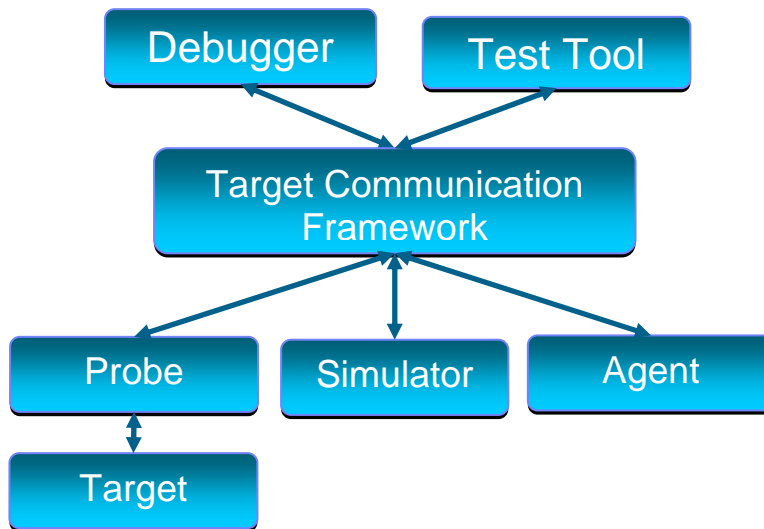 Debugger
Test Tool
Target Communication
Framework
Probe
Simulator
Agent
Target